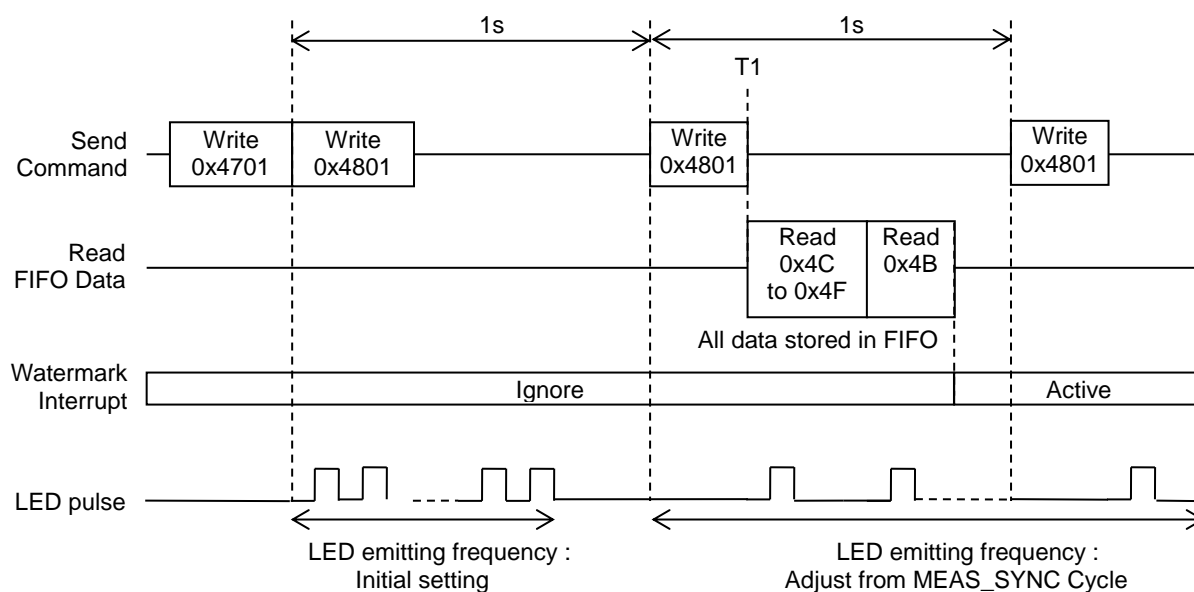 1s
1s
T1
Send
Command
Write
0x4701
Write
0x4801
Write
0x4801
Write
0x4801
Read
FIFO Data
Read
0x4C
to 0x4F
Read
0x4B
All data stored in FIFO
Watermark
Interrupt
Ignore
Active
LED pulse
LED emitting frequency :
Initial setting
LED emitting frequency :
Adjust from MEAS_SYNC Cycle